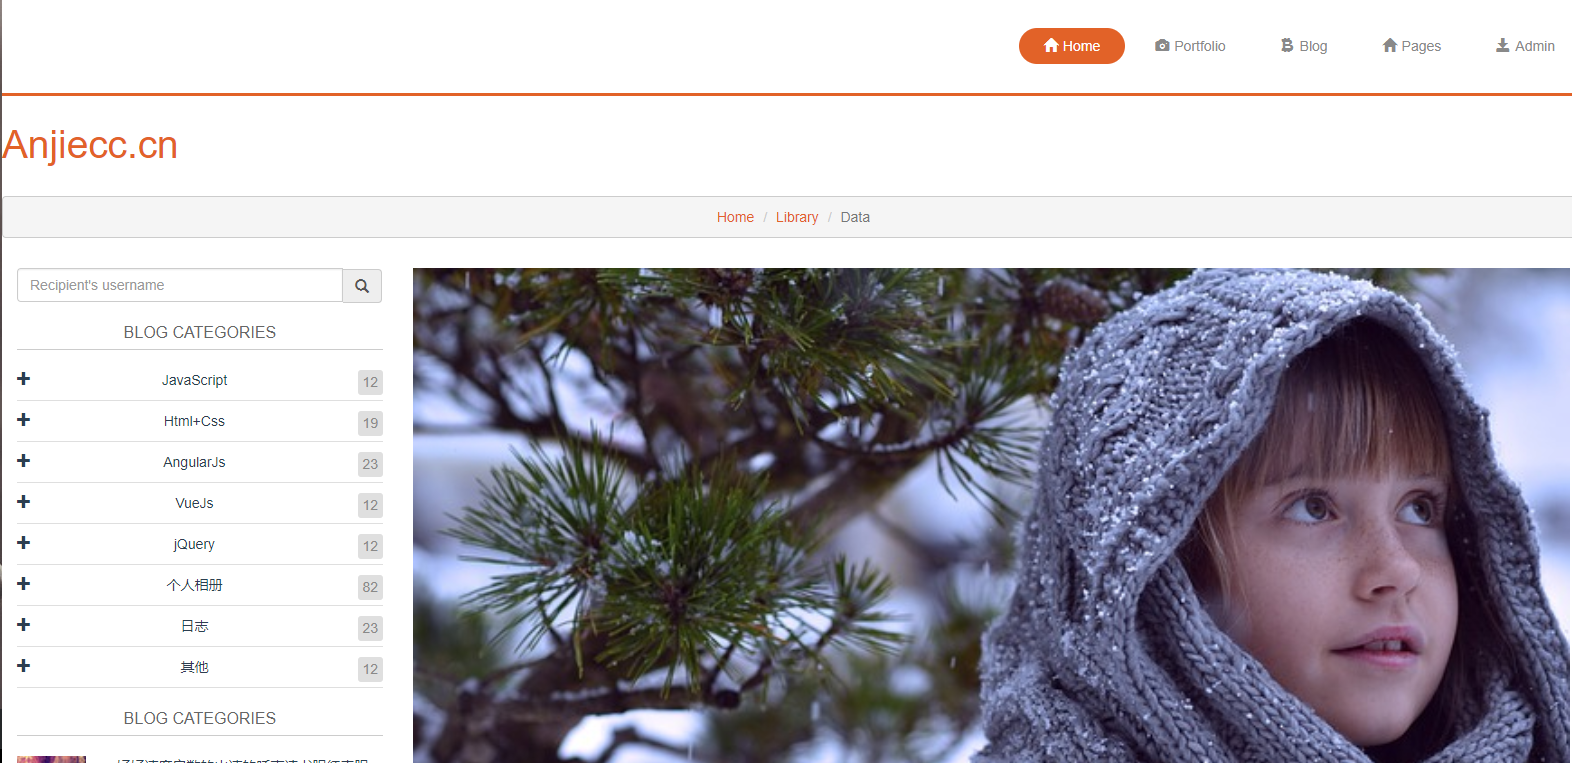 Home Portfolio Blog Pages Admin
Anjiecc.cn
Home / Library / Data
Recipient's username
BLOG CATEGORIES
JavaScript 12
Html+Css 19
AngularJs 23
VueJs 12
jQuery 12
个人相册 82
日志 23
其他 12
BLOG CATEGORIES